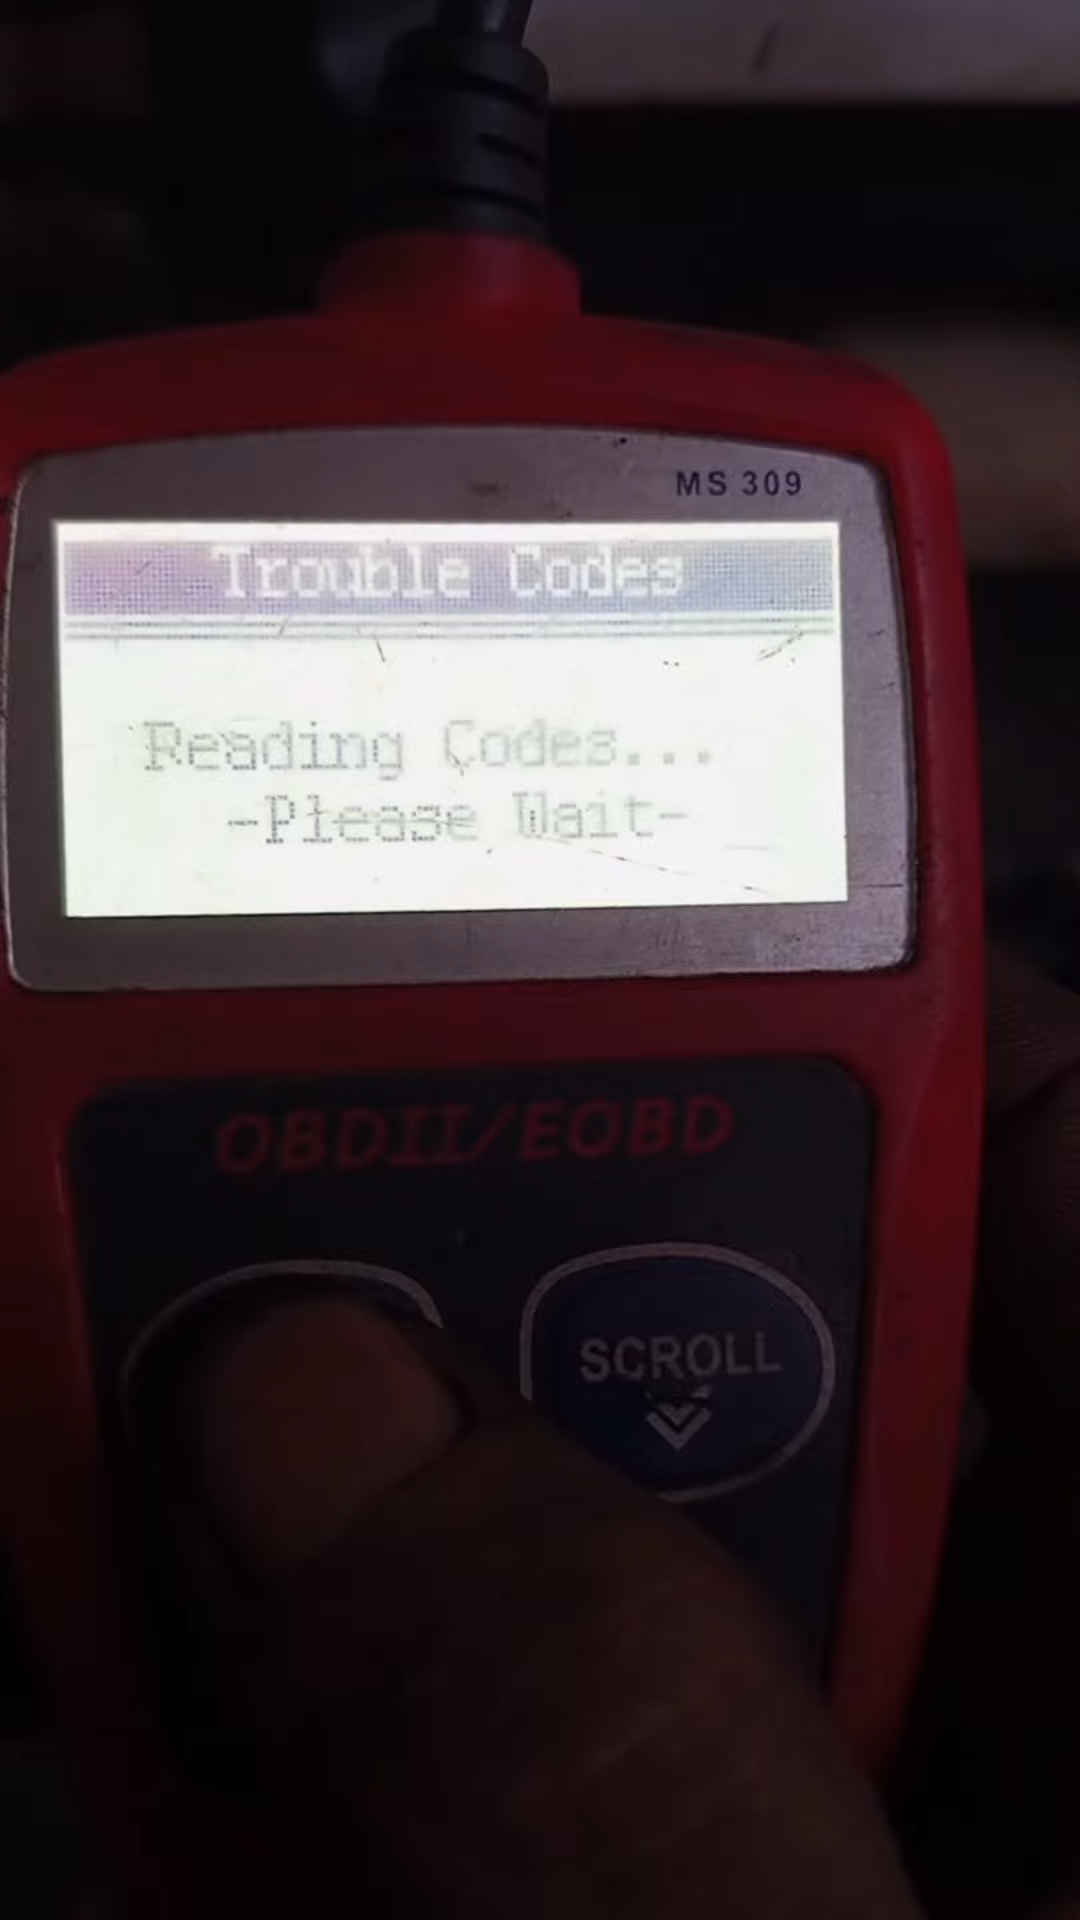 MS 309
Trouble Codes
Reading Codes...
-Please Wait-
OBDII/EOBD
SCROLL